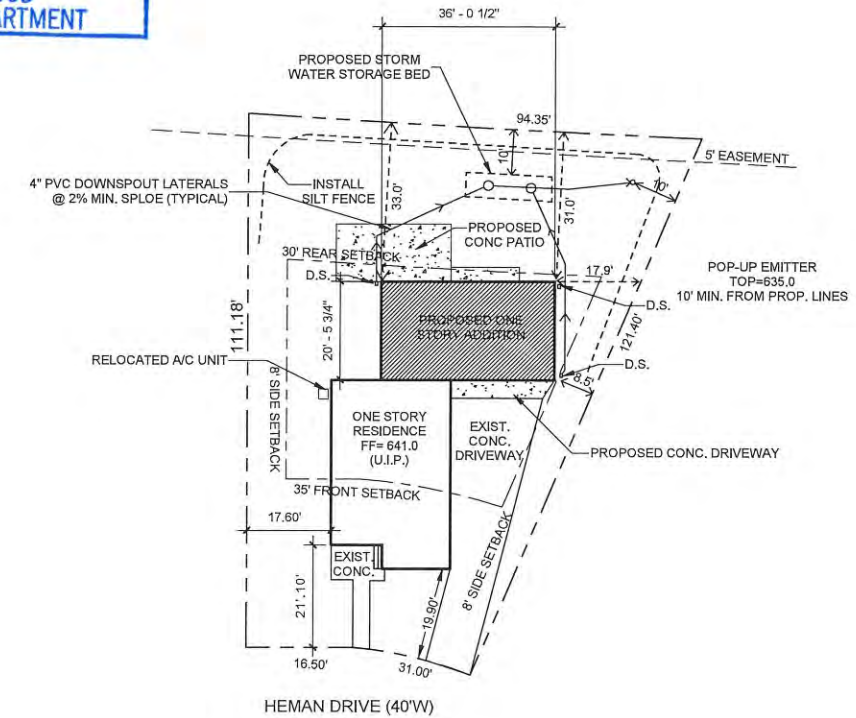 ARTMENT
36' - 0 1/2"
PROPOSED STORM
WATER STORAGE BED
94.35'
5' EASEMENT
10'
10'
4" PVC DOWNSPOUT LATERALS
@ 2% MIN. SPLOE (TYPICAL)
INSTALL
SILT FENCE
33.0'
31.0'
PROPOSED
CONC PATIO
30' REAR SETBACK
17.9'
D.S.
POP-UP EMITTER
TOP=635.0
10' MIN. FROM PROP. LINES
D.S.
111.18'
20' - 5 3/4"
PROPOSED ONE
STORY ADDITION
121.40'
RELOCATED A/C UNIT
D.S.
8.5'
8' SIDE SETBACK
ONE STORY
RESIDENCE
FF= 641.0
(U.I.P.)
EXIST.
CONC.
DRIVEWAY
PROPOSED CONC. DRIVEWAY
35' FRONT SETBACK
17.60'
8' SIDE SETBACK
EXIST.
CONC.
21'.10'
19.90'
16.50'
31.00'
HEMAN DRIVE (40'W)